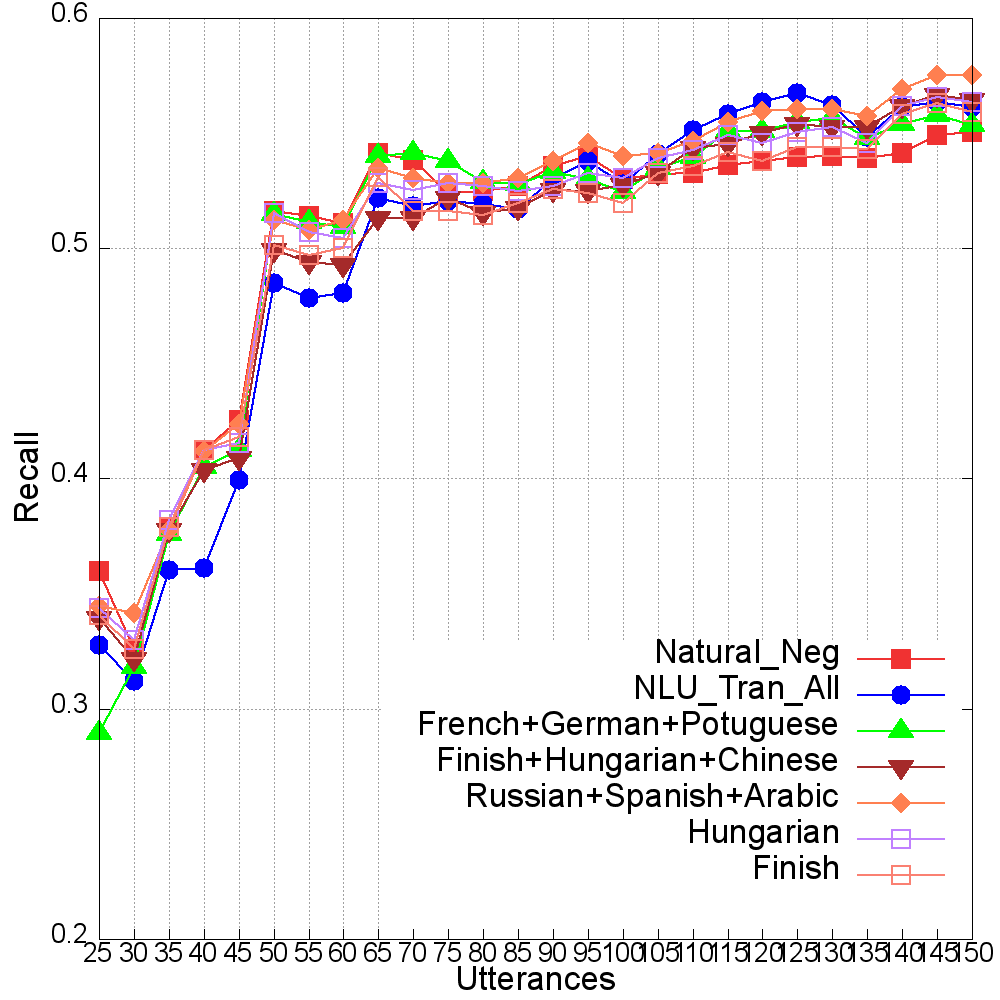 0.6
0.5
0.4
0.3
0.2
Recall
Natural_Neg
NLU_Tran_All
French+German+Potuguese
Finish+Hungarian+Chinese
Russian+Spanish+Arabic
Hungarian
Finish
25 30 35 40 45 50 55 60 65 70 75 80 85 90 95 100 105 110 115 120 125 130 135 140 145 150
Utterances